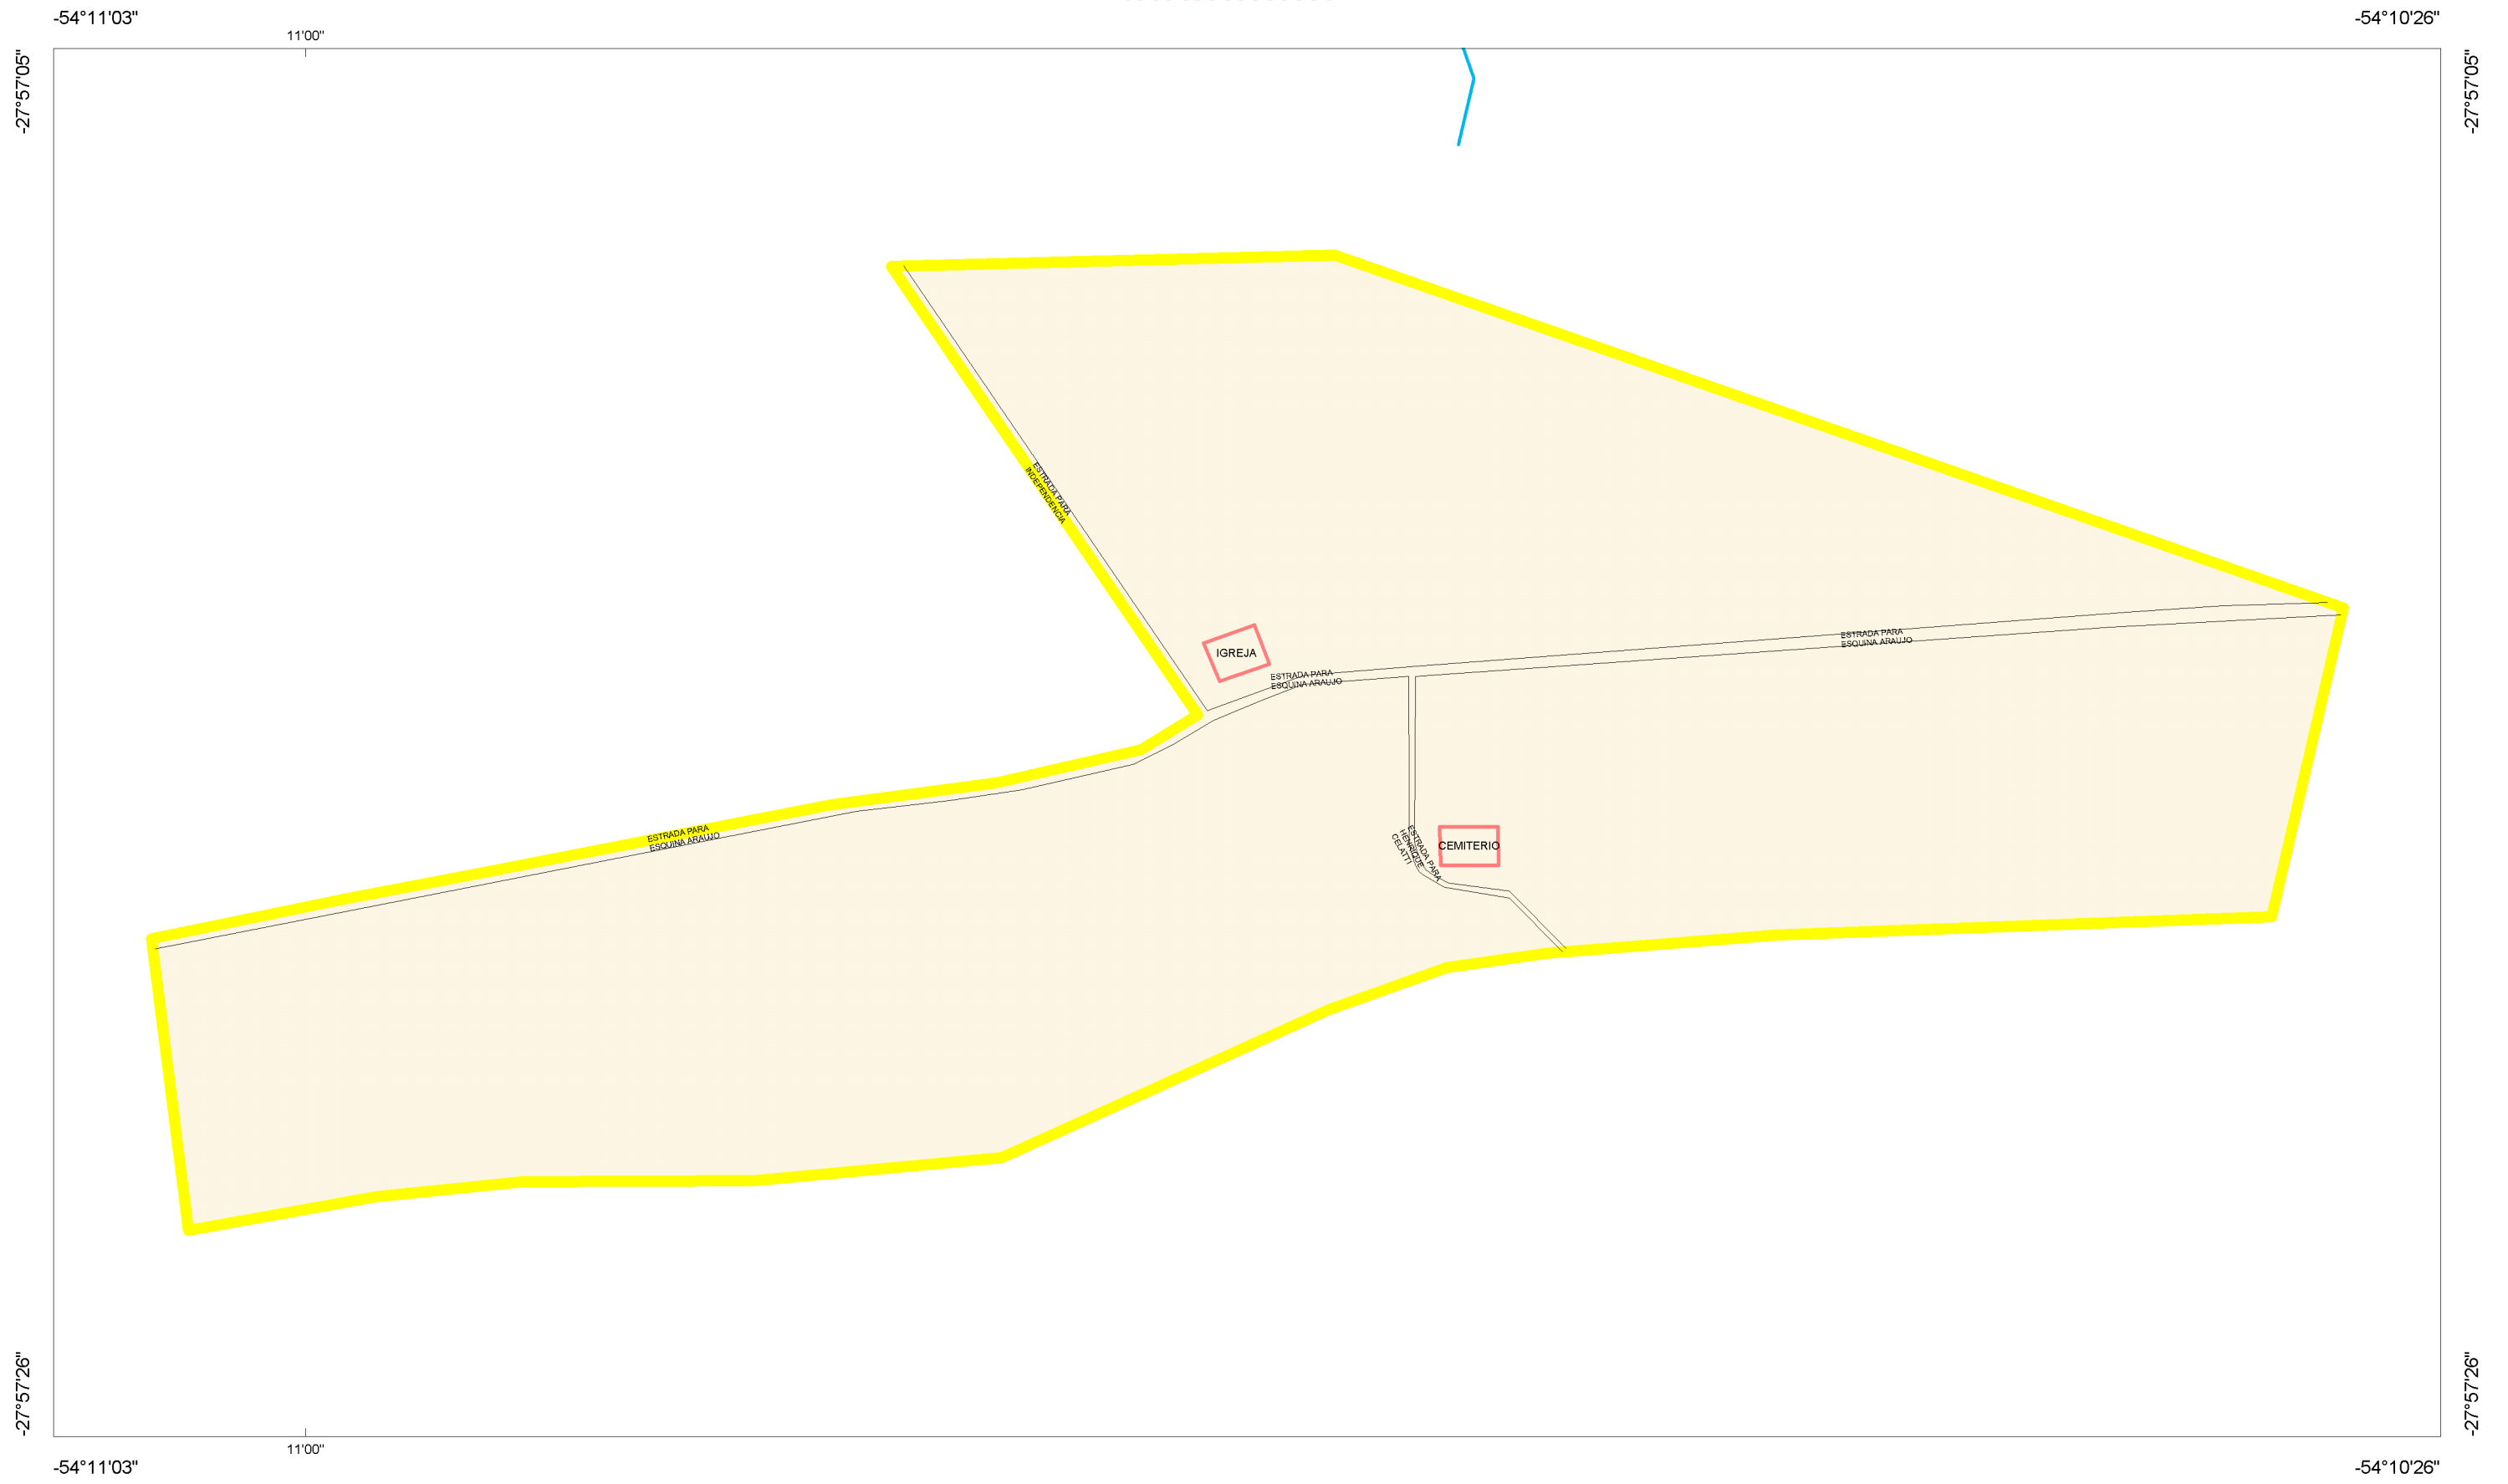 -54°11'03"
-54°10'26"
11'00"
-27°57'05"
-27°57'05"
ESTRADA PARA
INDEPENDENCIA
IGREJA
ESTRADA PARA
ESQUINA ARAUJO
ESTRADA PARA
ESQUINA ARAUJO
ESTRADA PARA
ESQUINA ARAUJO
ESTRADA PARA
HENRIQUE
CELATTI
CEMITERIO
-27°57'26"
-27°57'26"
11'00"
-54°11'03"
-54°10'26"